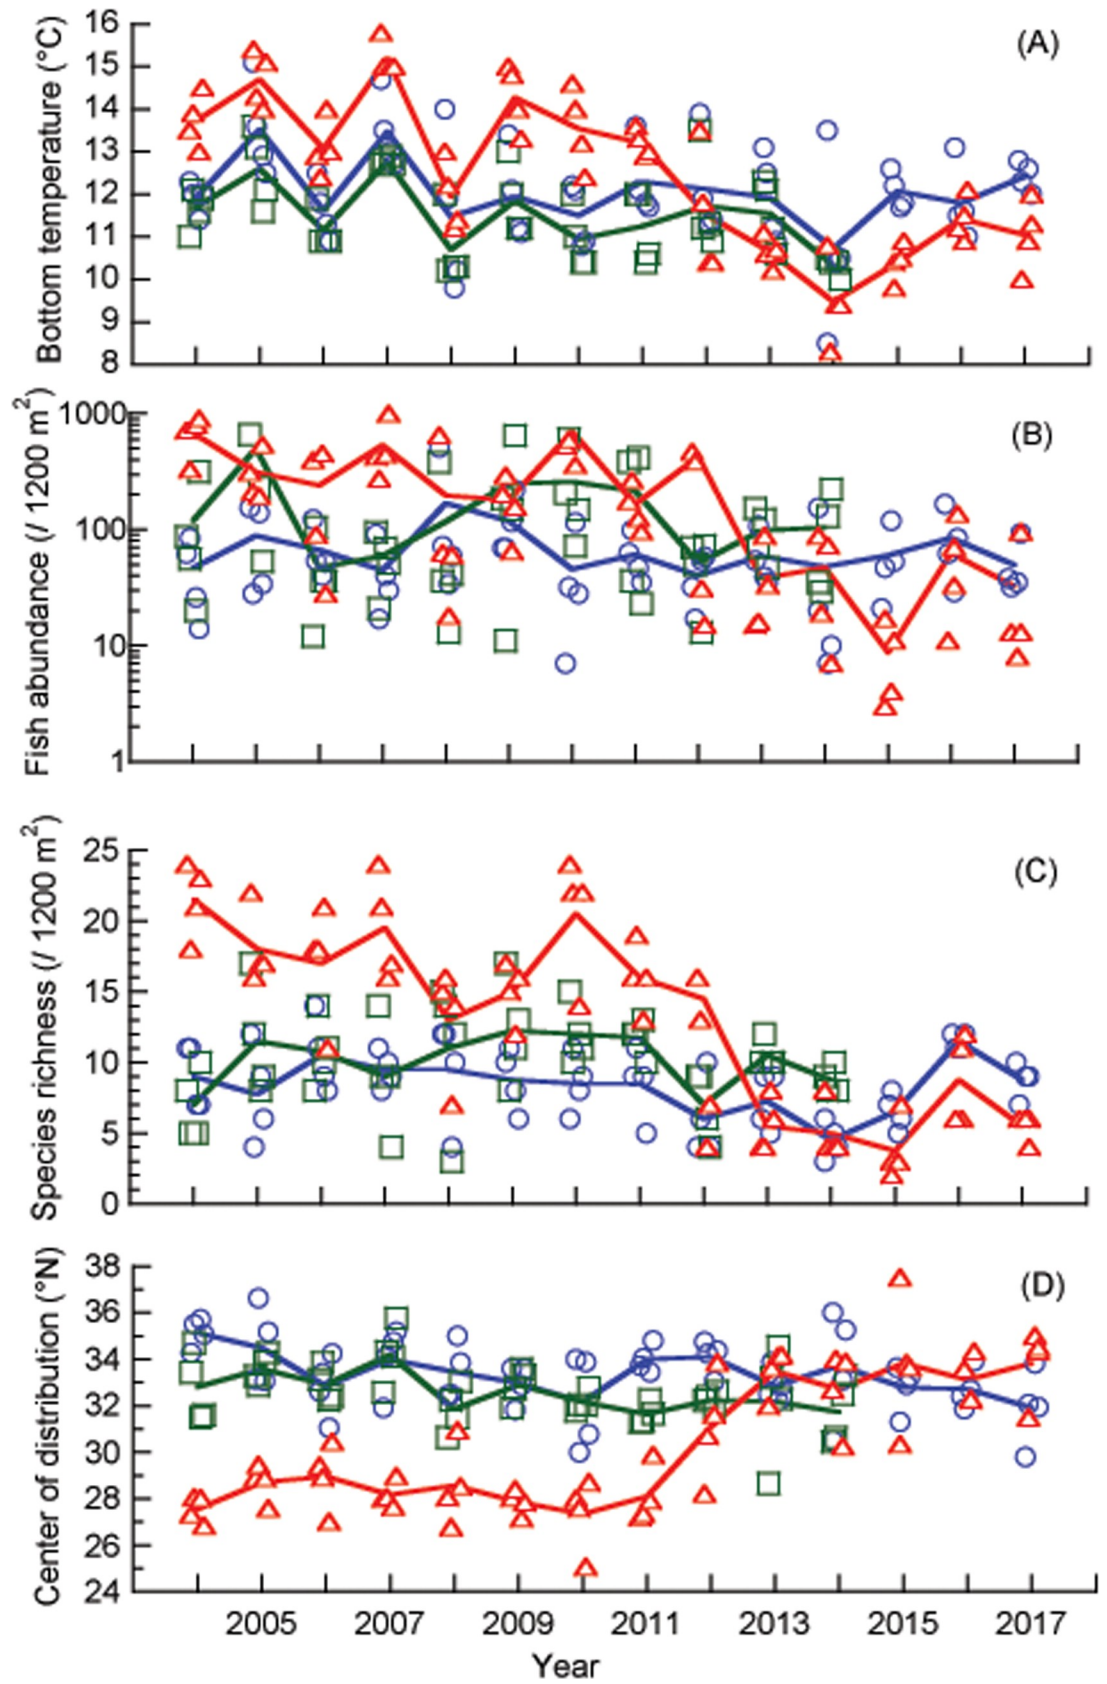 (A)
Bottom temperature (°C)
16
15
14
13
12
11
10
9
8
(B)
Fish abundance (/ 1200 m²)
1000
100
10
1
(C)
Species richness (/ 1200 m²)
25
20
15
10
5
0
(D)
Center of distribution (°N)
38
36
34
32
30
28
26
24
2005 2007 2009 2011 2013 2015 2017
Year